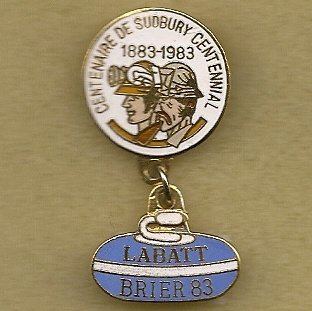 CENTENAIRE DE SUDBURY CENTENNIAL
1883-1983
LABATT
BRIER 83